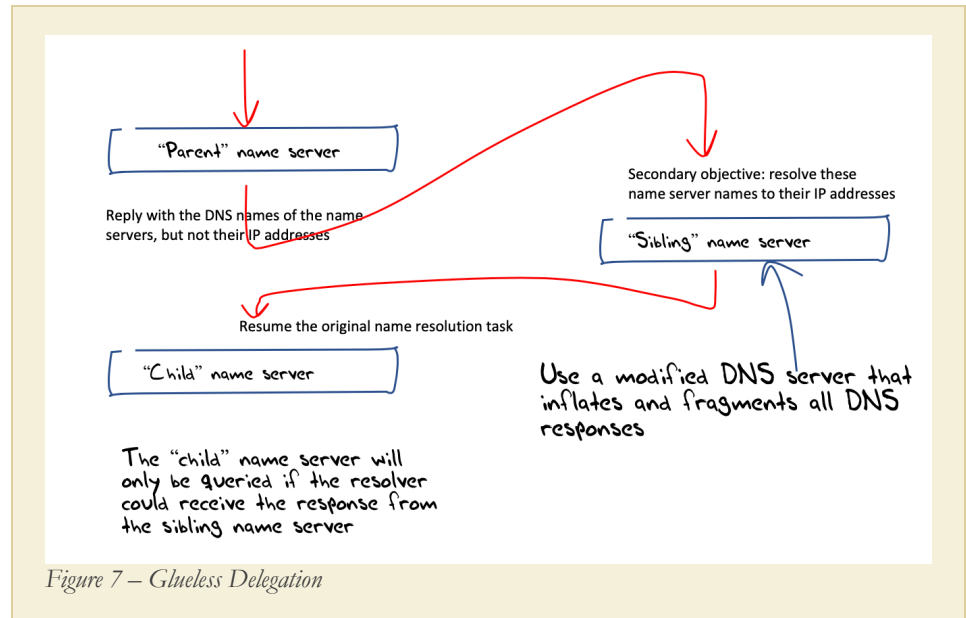 “Parent” name server
Reply with the DNS names of the name
servers, but not their IP addresses
Secondary objective: resolve these
name server names to their IP addresses
“Sibling” name server
Resume the original name resolution task
“Child” name server
Use a modified DNS server that
inflates and fragments all DNS
responses
The “child” name server will
only be queried if the resolver
could receive the response from
the sibling name server
Figure 7 – Glueless Delegation